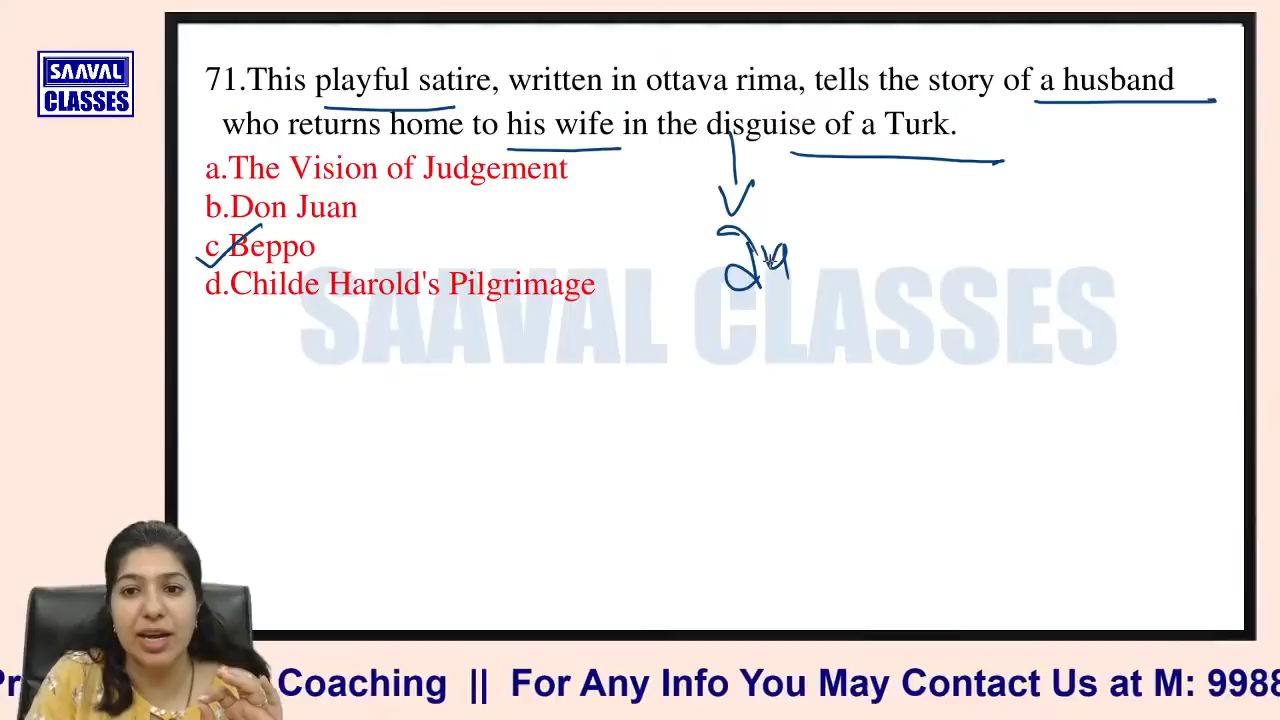 SAAVAL
CLASSES
71.This playful satire, written in ottava rima, tells the story of a husband
who returns home to his wife in the disguise of a Turk.
a.The Vision of Judgement
b.Don Juan
c Beppo
d.Childe Harold's Pilgrimage
SAAVAL CLASSES
Coaching || For Any Info You May Contact Us at M: 9988